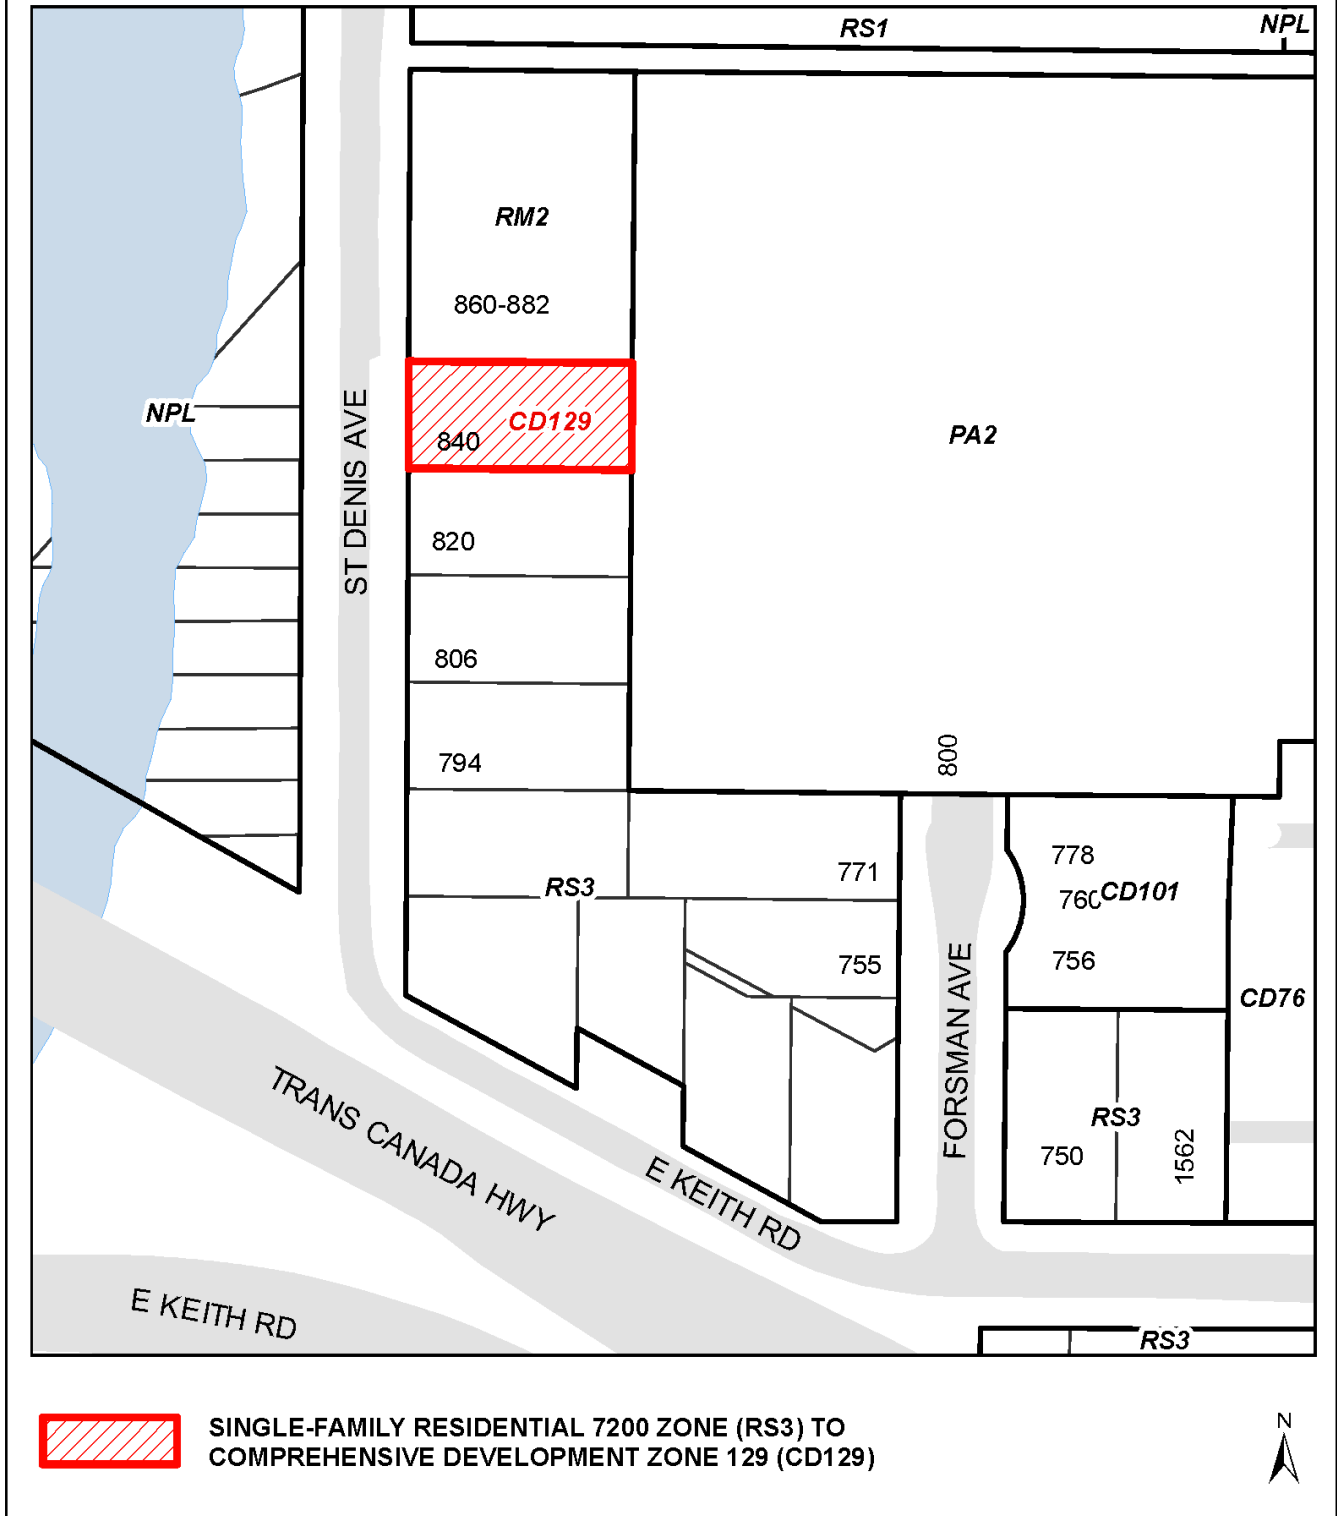 RS1
NPL
RM2
860-882
NPL
CD129
840
PA2
ST DENIS AVE
820
806
794
800
771
RS3
778
760
CD101
755
756
CD76
FORSMAN AVE
TRANS CANADA HWY
RS3
750
1562
E KEITH RD
E KEITH RD
RS3
SINGLE-FAMILY RESIDENTIAL 7200 ZONE (RS3) TO
COMPREHENSIVE DEVELOPMENT ZONE 129 (CD129)
N